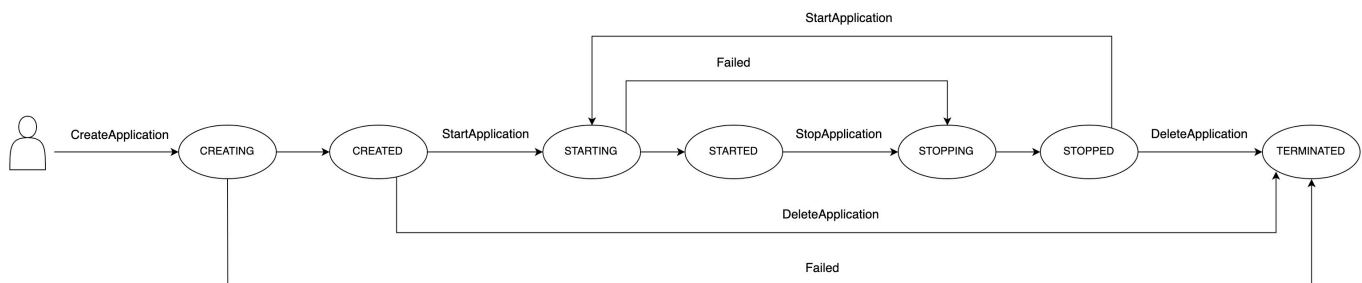 StartApplication
Failed
CreateApplication
StartApplication
StopApplication
DeleteApplication
CREATING
CREATED
STARTING
STARTED
STOPPING
STOPPED
TERMINATED
DeleteApplication
Failed